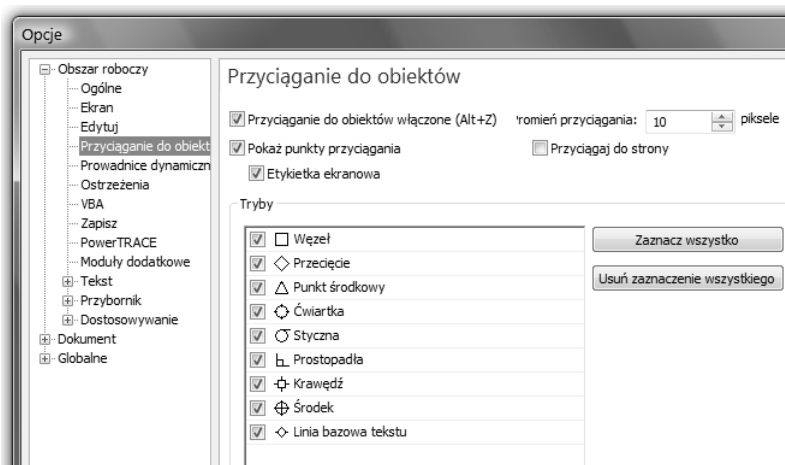 Opcje
Obszar roboczy
Ogólne
Ekran
Edytuj
Przyciąganie do obiekt
Prowadnice dynamiczn
Ostrzeżenia
VBA
Zapisz
PowerTRACE
Moduły dodatkowe
Tekst
Przybornik
Dostosowywanie
Dokument
Globalne
Przyciąganie do obiektów
Przyciąganie do obiektów włączone (Alt+Z) romień przyciągania: 10 piksele
Pokaż punkty przyciągania Przyciągaj do strony
Etykietka ekranowa
Tryby
Węzeł
Przecięcie
Punkt środkowy
Ćwiartka
Styczna
Prostopadła
Krawędź
Środek
Linia bazowa tekstu
Zaznacz wszystko
Usuń zaznaczenie wszystkiego